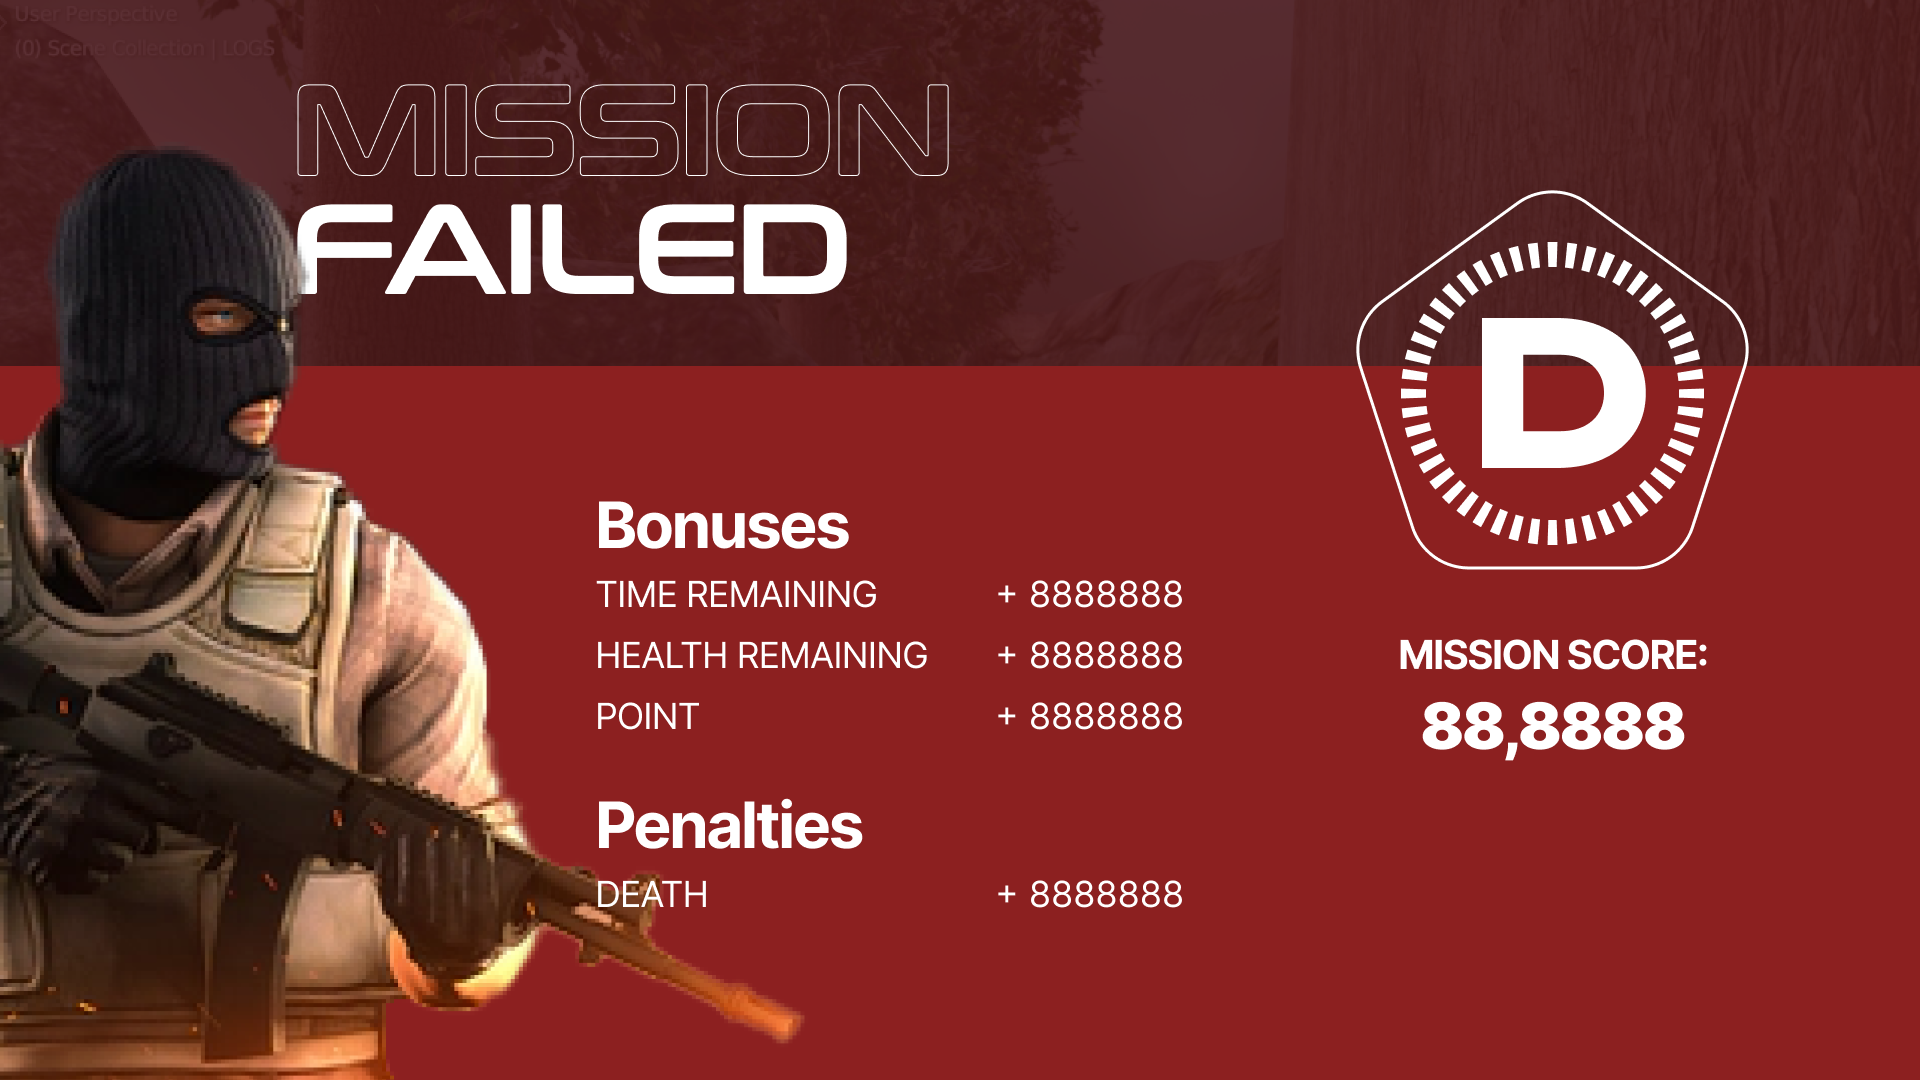 User Perspective
(0) Scene Collection | LOGS
MISSION
FAILED
D
Bonuses
TIME REMAINING + 8888888
HEALTH REMAINING + 8888888
POINT + 8888888
MISSION SCORE:
88,8888
Penalties
DEATH + 8888888